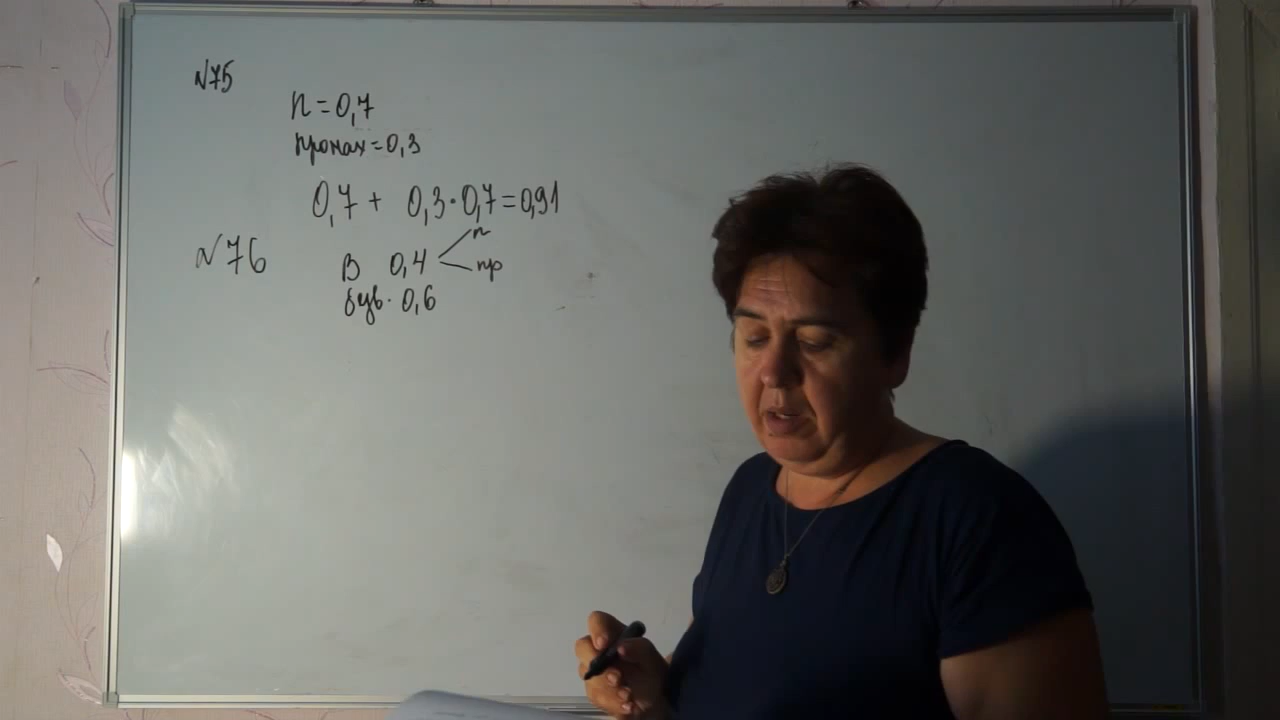 №75
п = 0,7
промах = 0,3
0,7 + 0,3 · 0,7 = 0,91
п
№76
В 0,4
пр
0,6